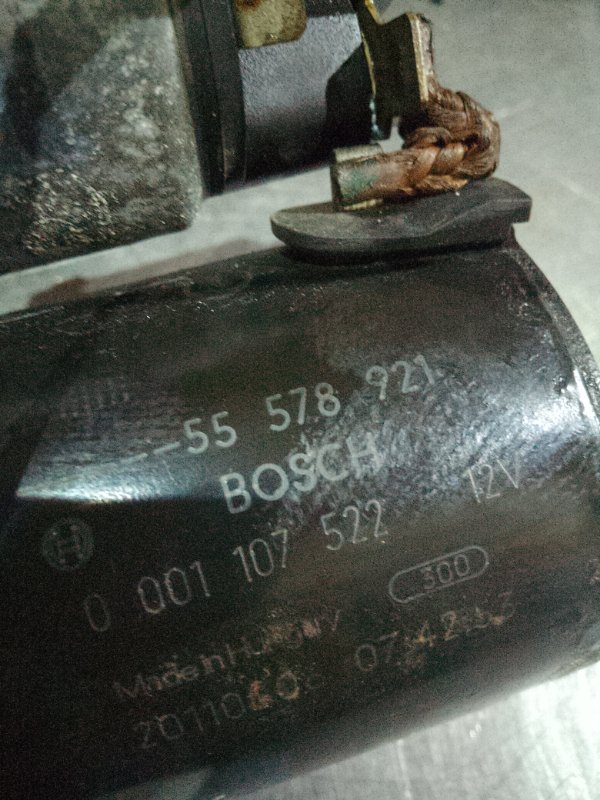 --55 578 921
BOSCH
0 001 107 522 12V
300
Made in HUNGARY